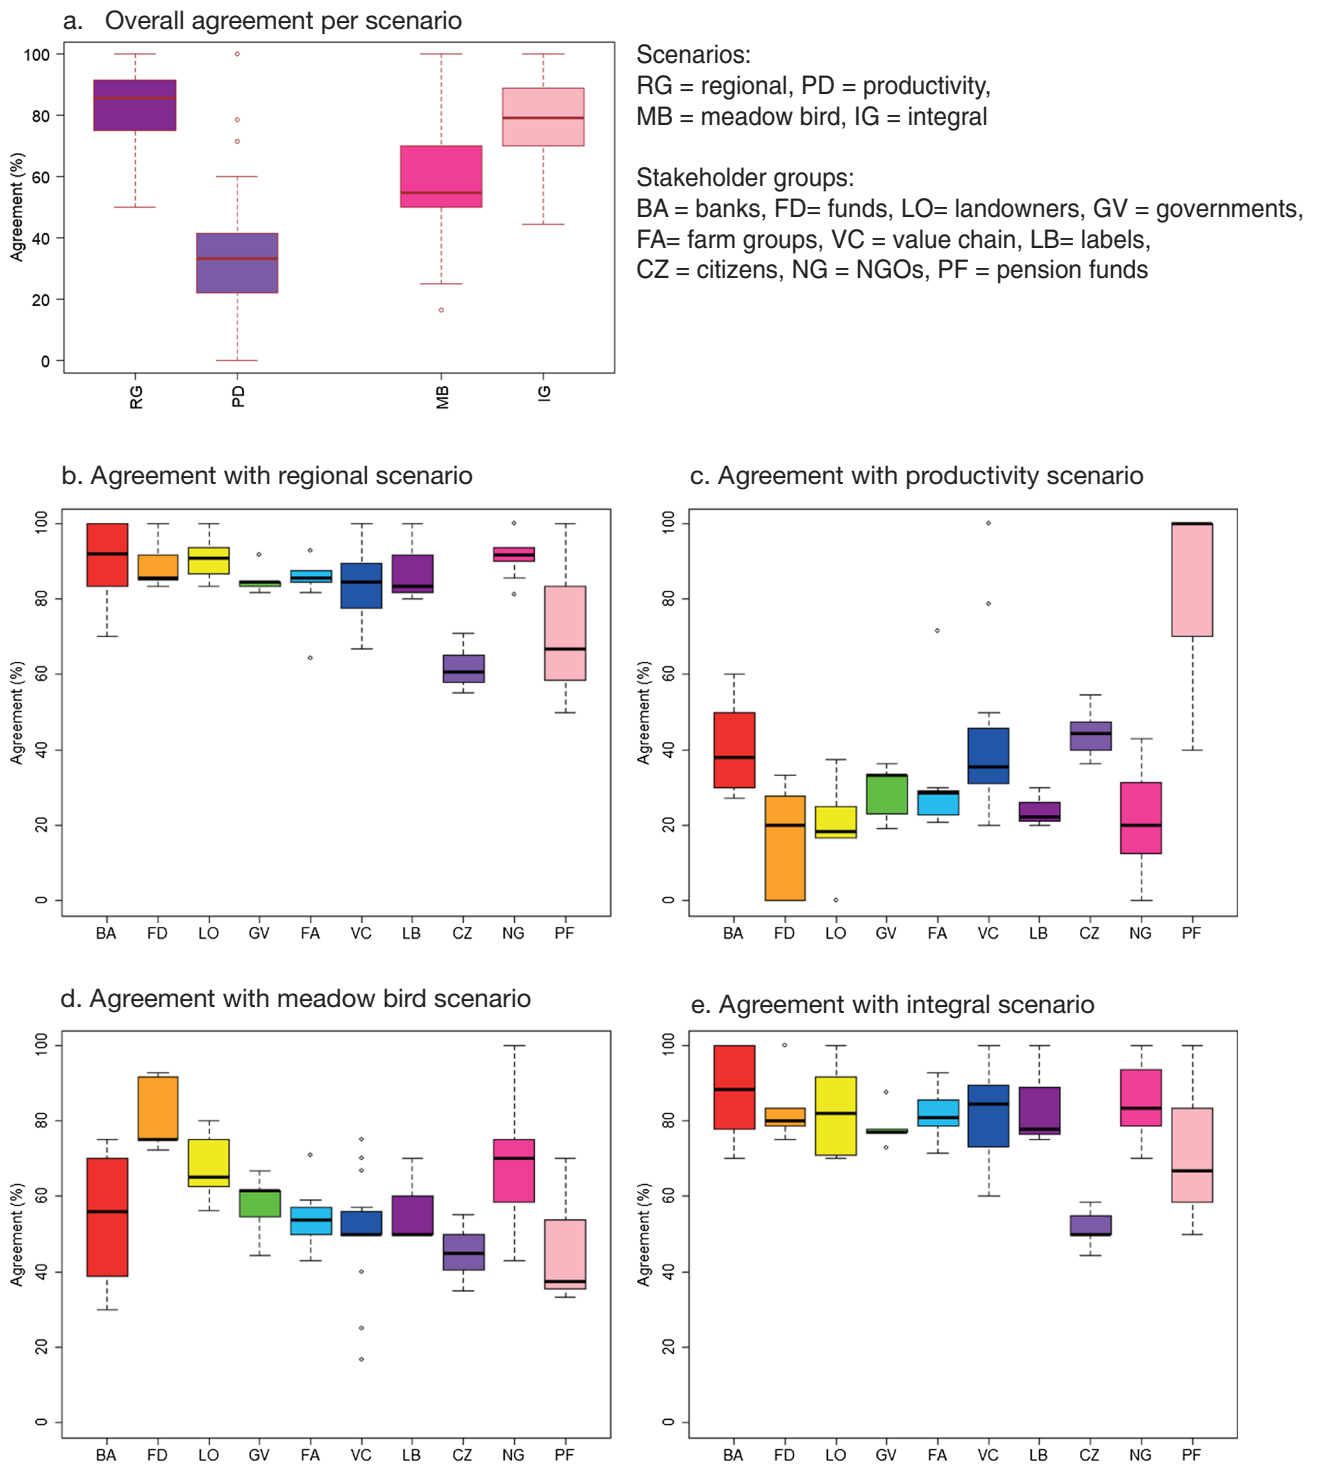 a. Overall agreement per scenario
100
80
60
40
20
0
Agreement (%)
RG
PD
MB
IG
Scenarios:
RG = regional, PD = productivity,
MB = meadow bird, IG = integral
Stakeholder groups:
BA = banks, FD= funds, LO= landowners, GV = governments,
FA= farm groups, VC = value chain, LB= labels,
CZ = citizens, NG = NGOs, PF = pension funds
b. Agreement with regional scenario
100
80
60
40
20
0
Agreement (%)
BA FD LO GV FA VC LB CZ NG PF
c. Agreement with productivity scenario
100
80
60
40
20
0
Agreement (%)
BA FD LO GV FA VC LB CZ NG PF
d. Agreement with meadow bird scenario
100
80
60
40
20
0
Agreement (%)
BA FD LO GV FA VC LB CZ NG PF
e. Agreement with integral scenario
100
80
60
40
20
0
Agreement (%)
BA FD LO GV FA VC LB CZ NG PF